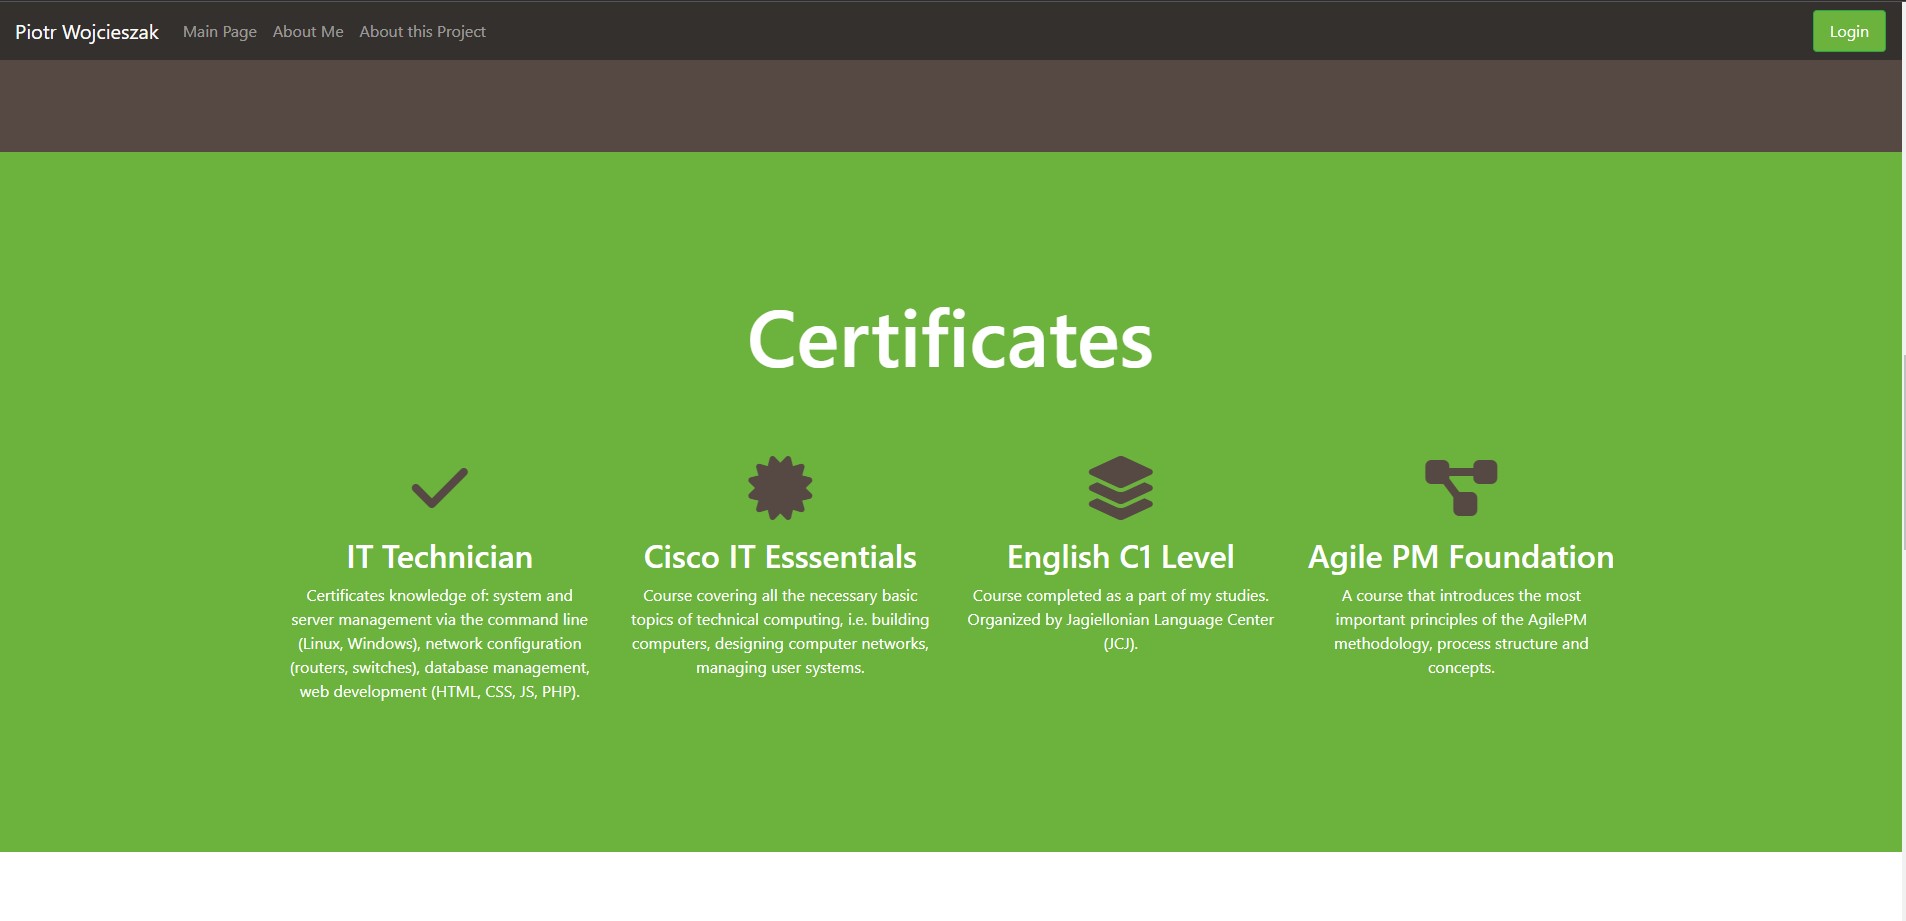 Piotr Wojcieszak Main Page About Me About this Project Login
Certificates
IT Technician
Certificates knowledge of: system and
server management via the command line
(Linux, Windows), network configuration
(routers, switches), database management,
web development (HTML, CSS, JS, PHP).
Cisco IT Esssentials
Course covering all the necessary basic
topics of technical computing, i.e. building
computers, designing computer networks,
managing user systems.
English C1 Level
Course completed as a part of my studies.
Organized by Jagiellonian Language Center
(JCJ).
Agile PM Foundation
A course that introduces the most
important principles of the AgilePM
methodology, process structure and
concepts.